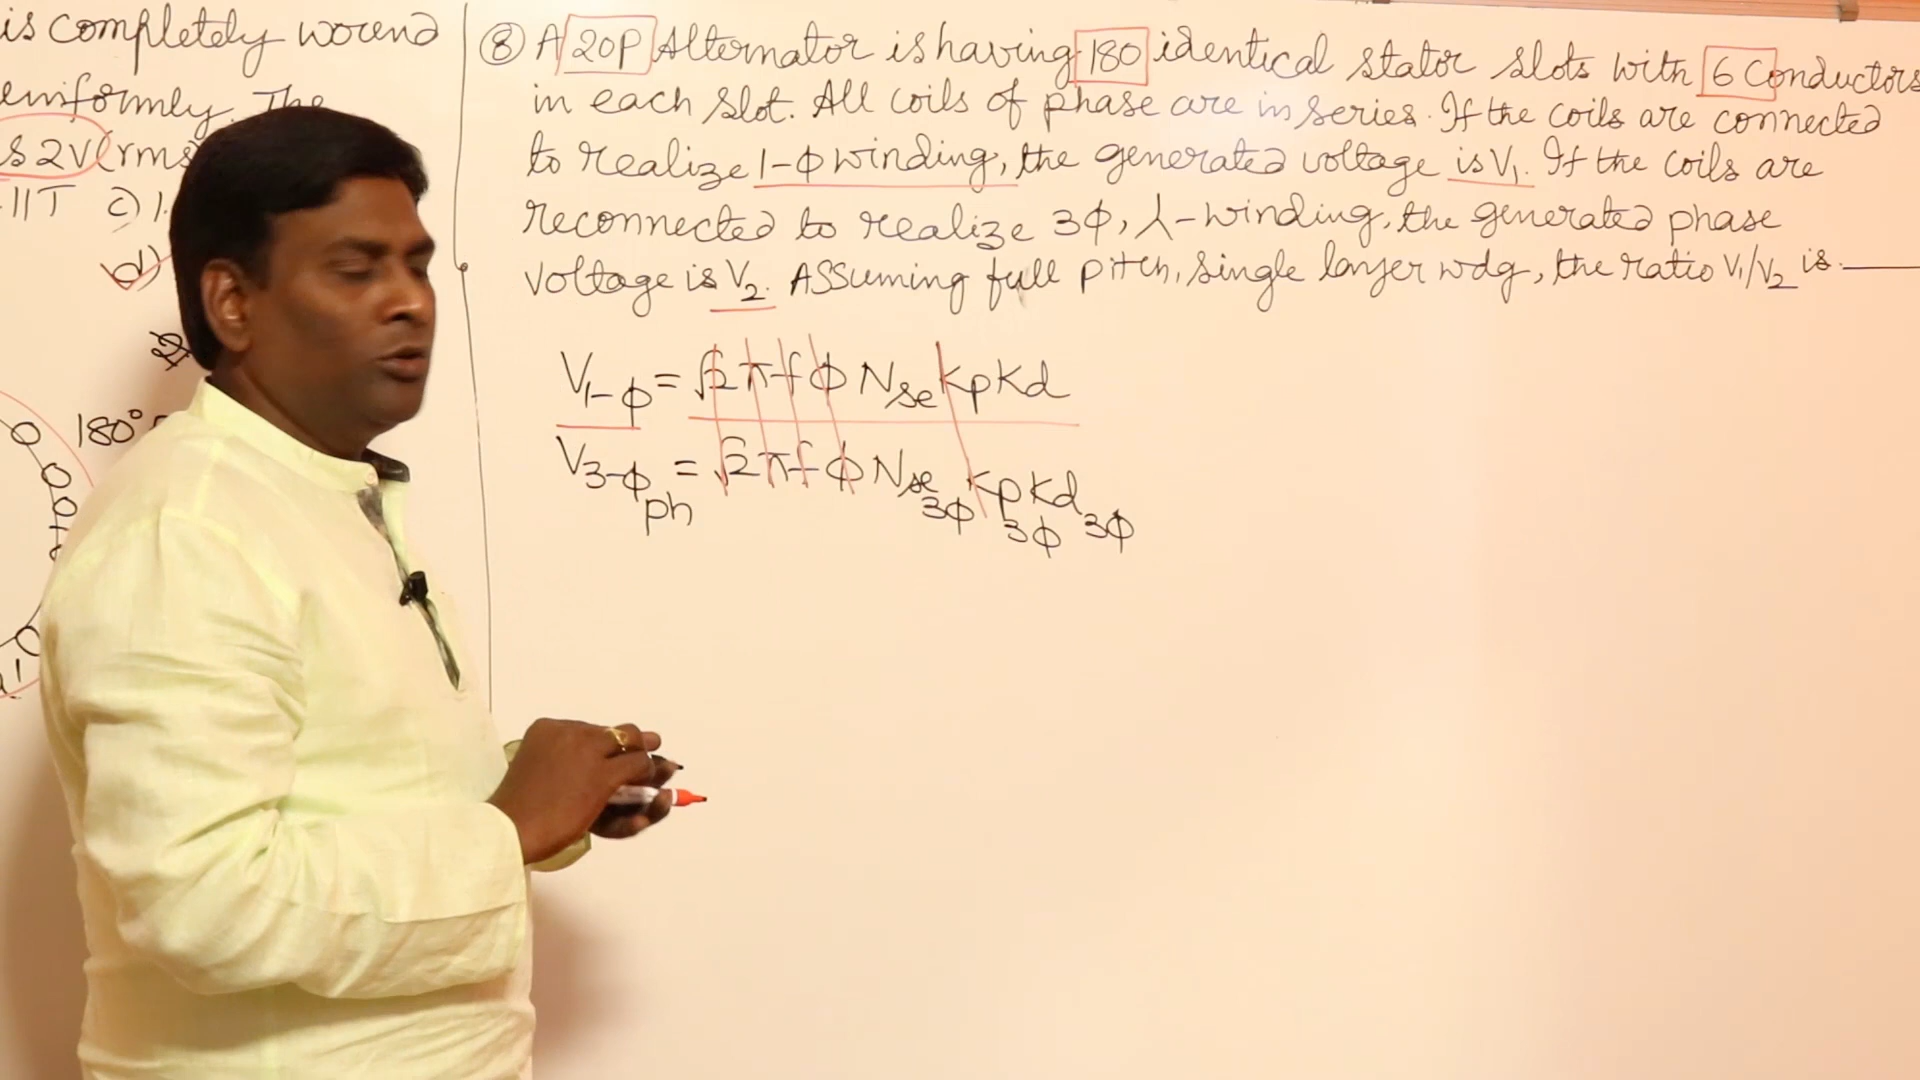 is completely wound
uniformly. The
s 2V (rms
.11T c) 1.
d)
180°
⑧ A 20P Alternator is having 180 identical stator slots with 6 Conductors
in each slot. All coils of phase are in series. If the coils are connected
to realize 1-ϕ winding, the generated voltage is V₁. If the coils are
reconnected to realize 3ϕ, λ-winding, the generated phase
voltage is V₂. Assuming full pitch, single layer wdg, the ratio V₁/V₂ is.
V1-ϕ = √2 π f ϕ Nse kp kd
V3-ϕ ph = √2 π f ϕ Nse 3ϕ kp 3ϕ kd 3ϕ